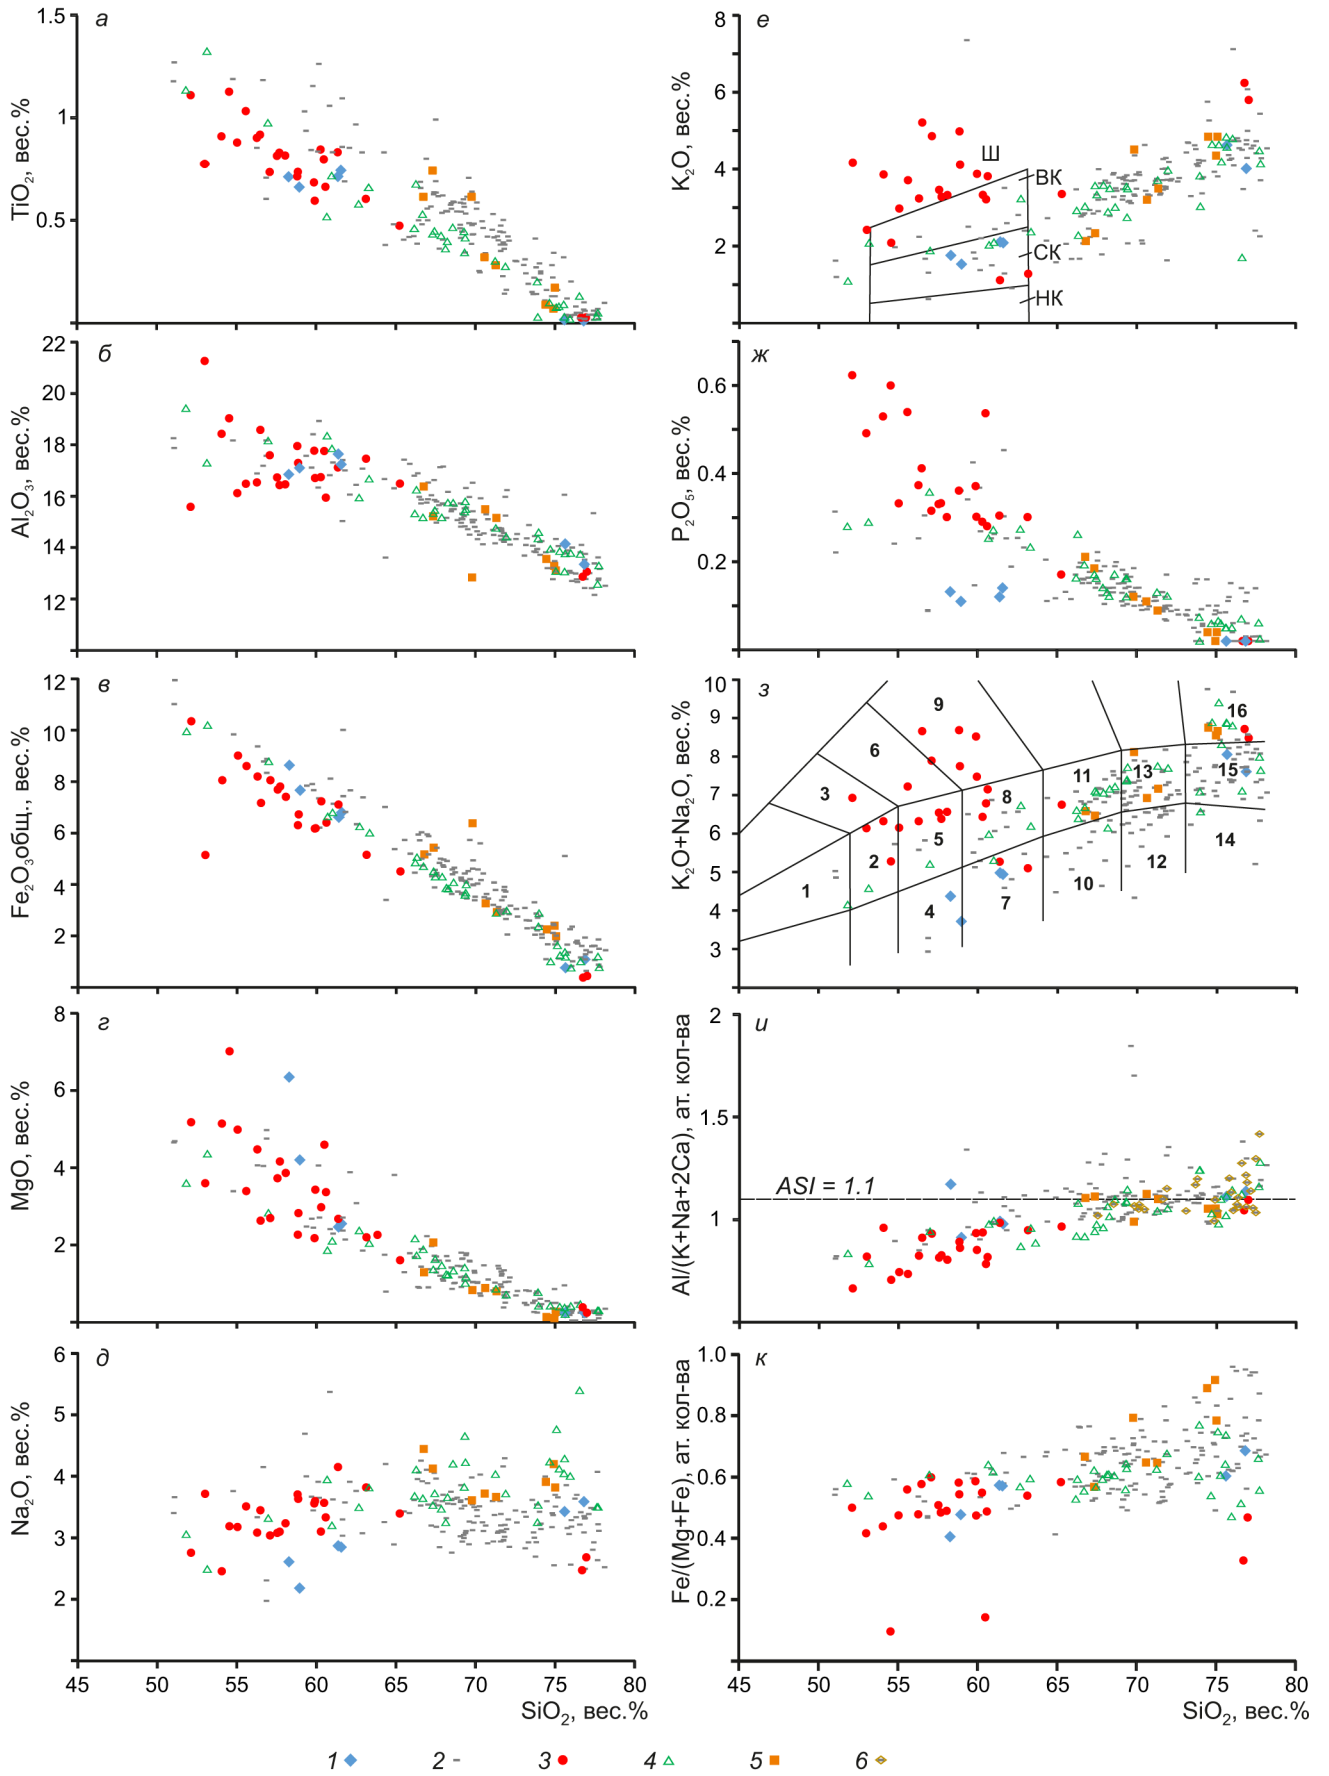 а
TiO₂, вес.%
1.5
1
0.5
б
Al₂O₃, вес.%
22
20
18
16
14
12
в
Fe₂O₃общ., вес.%
12
10
8
6
4
2
г
MgO, вес.%
8
6
4
2
д
Na₂O, вес.%
6
5
4
3
2
45 50 55 60 65 70 75 80
SiO₂, вес.%
е
K₂O, вес.%
8
6
4
2
Ш
ВК
СК
НК
ж
P₂O₅, вес.%
0.6
0.4
0.2
з
K₂O+Na₂O, вес.%
10
9
8
7
6
5
4
3
9
16
6
11 13 15
3
8
5
2
14
12
1
10
4
7
и
Al/(K+Na+2Ca), ат. кол-ва
2
1.5
1
ASI = 1.1
к
Fe/(Mg+Fe), ат. кол-ва
1.0
0.8
0.6
0.4
0.2
45 50 55 60 65 70 75 80
SiO₂, вес.%
1 2 3 4 5 6